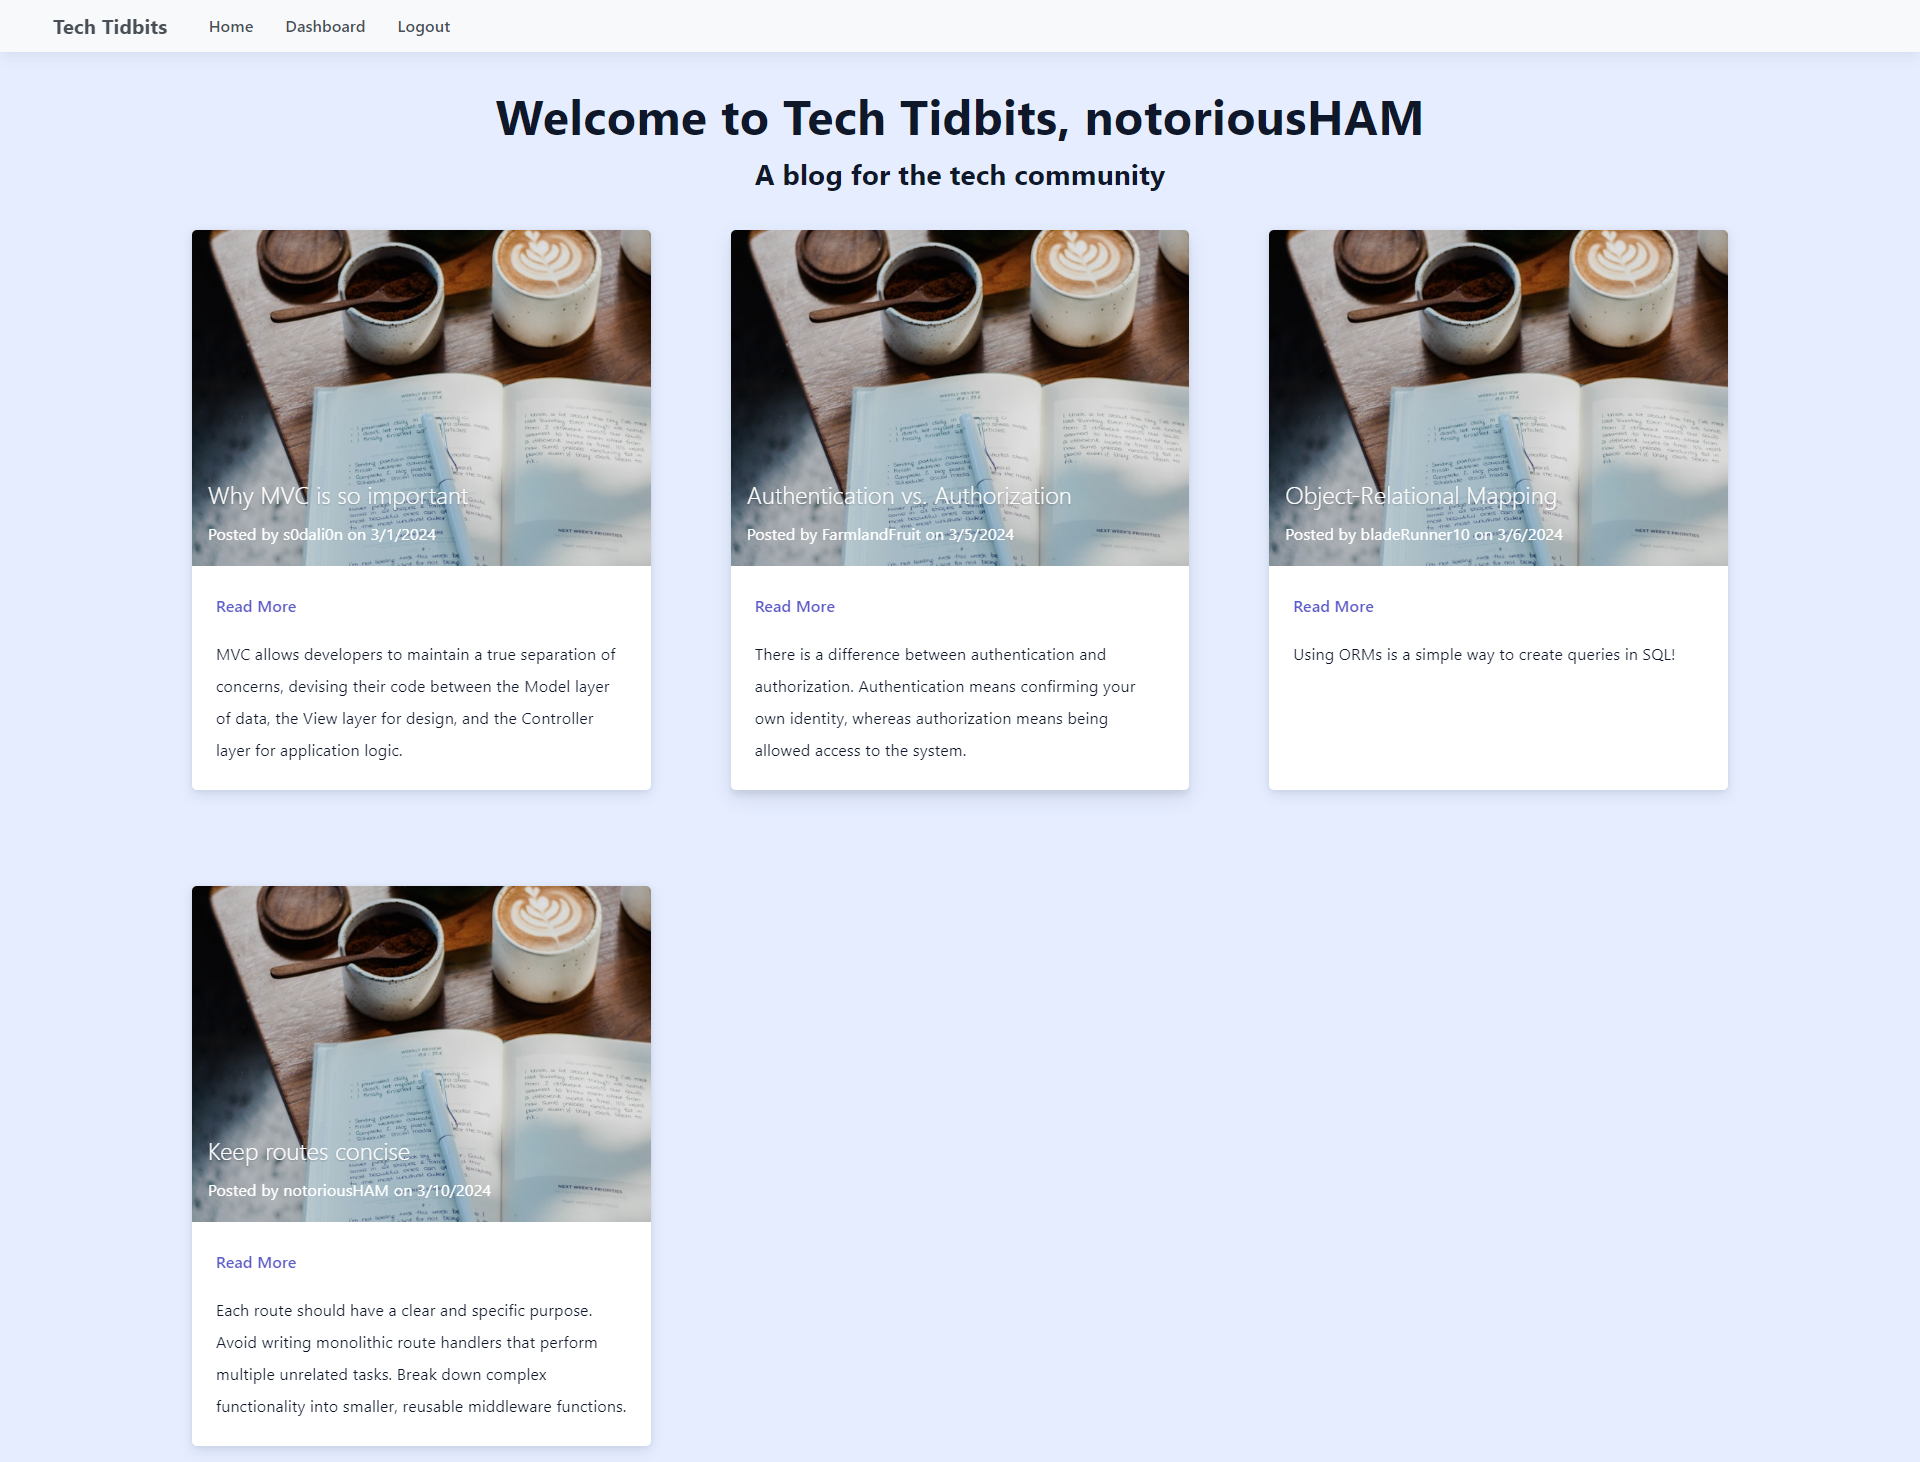 Tech Tidbits Home Dashboard Logout
Welcome to Tech Tidbits, notoriousHAM
A blog for the tech community
Why MVC is so important
Posted by s0dali0n on 3/1/2024
Read More
MVC allows developers to maintain a true separation of
concerns, devising their code between the Model layer
of data, the View layer for design, and the Controller
layer for application logic.
Authentication vs. Authorization
Posted by FarmlandFruit on 3/5/2024
Read More
There is a difference between authentication and
authorization. Authentication means confirming your
own identity, whereas authorization means being
allowed access to the system.
Object-Relational Mapping
Posted by bladeRunner10 on 3/6/2024
Read More
Using ORMs is a simple way to create queries in SQL!
Keep routes concise
Posted by notoriousHAM on 3/10/2024
Read More
Each route should have a clear and specific purpose.
Avoid writing monolithic route handlers that perform
multiple unrelated tasks. Break down complex
functionality into smaller, reusable middleware functions.